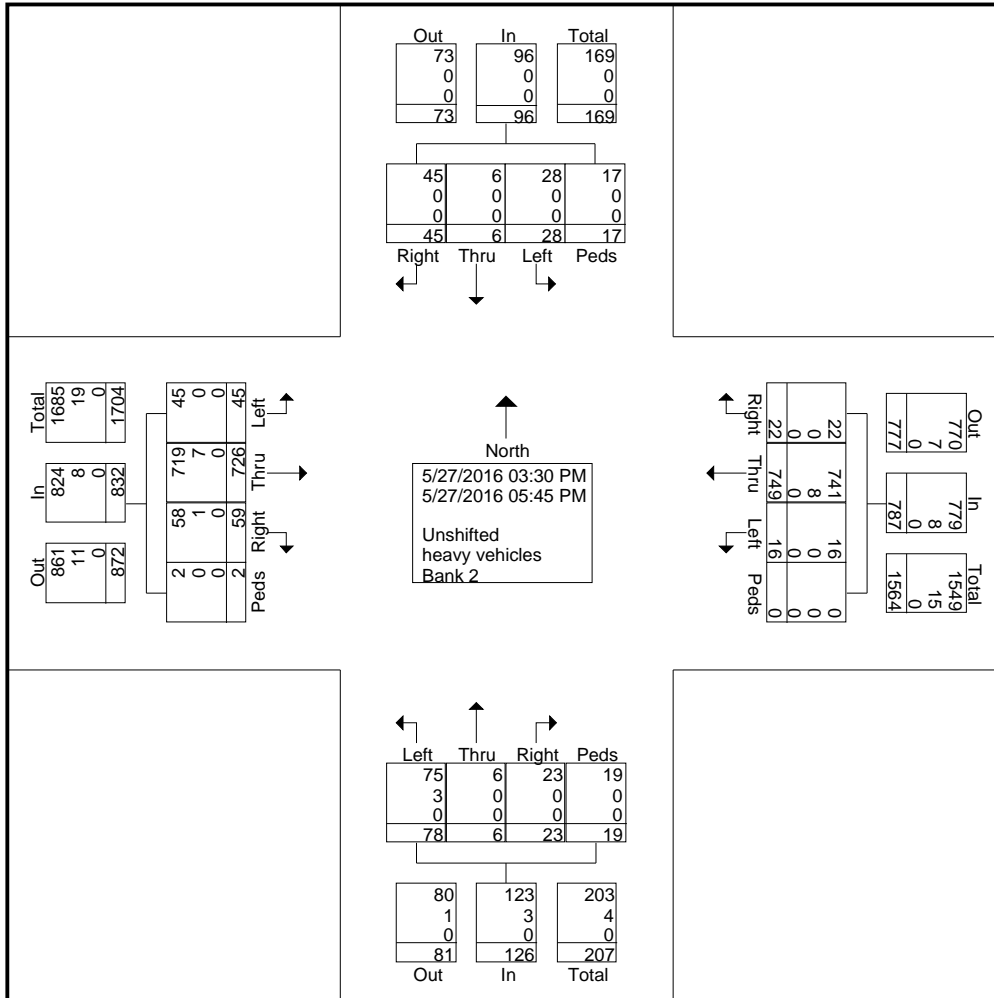 Out In Total
73 96 169
0 0 0
0 0 0
73 96 169
45 6 28 17
0 0 0 0
0 0 0 0
45 6 28 17
Right Thru Left Peds
Total
1685
19
0
1704
In
824
8
0
832
Out
861
11
0
872
45
0
0
45
Left
719
7
0
726
Thru
58
1
0
59
Right
2
0
0
2
Peds
North
5/27/2016 03:30 PM
5/27/2016 05:45 PM
Unshifted
heavy vehicles
Bank 2
Right
22
0
0
22
Thru
741
8
0
749
Left
16
0
0
16
Peds
0
0
0
0
Out
770
7
0
777
In
779
8
0
787
Total
1549
15
0
1564
Left Thru Right Peds
75 6 23 19
3 0 0 0
0 0 0 0
78 6 23 19
80 123 203
1 3 4
0 0 0
81 126 207
Out In Total